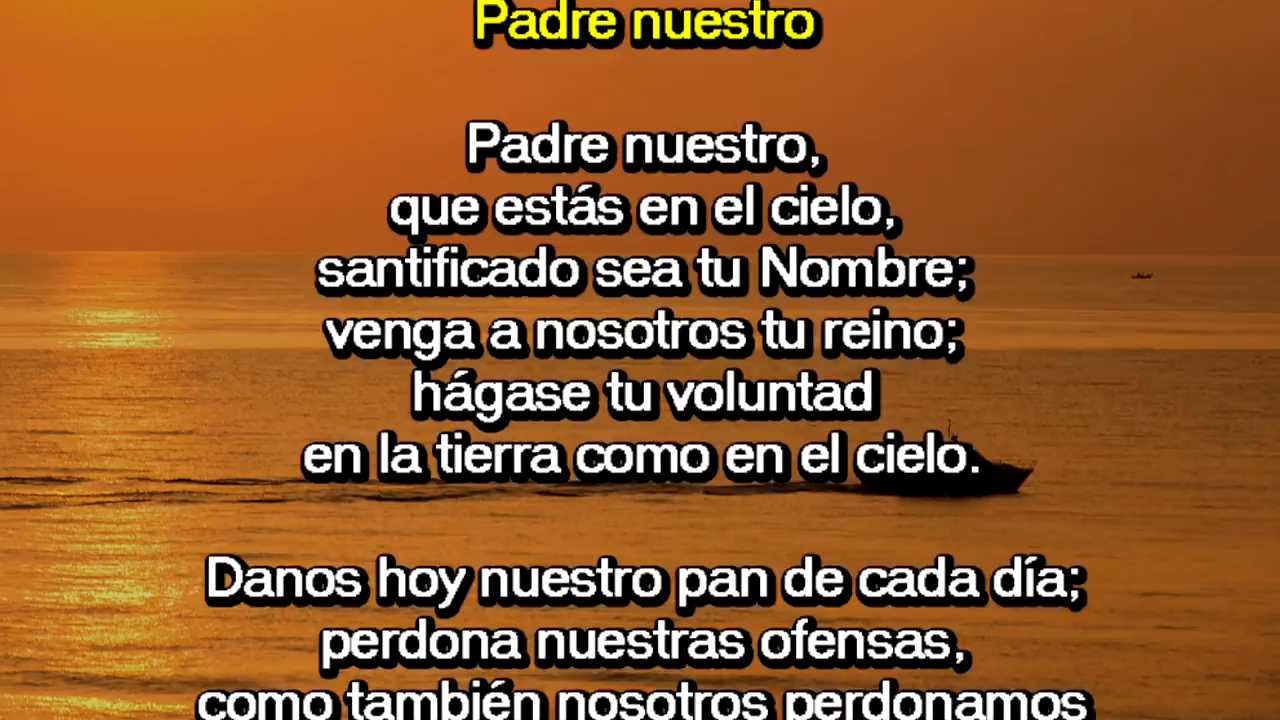 Padre nuestro
Padre nuestro,
que estás en el cielo,
santificado sea tu Nombre;
venga a nosotros tu reino;
hágase tu voluntad
en la tierra como en el cielo.
Danos hoy nuestro pan de cada día;
perdona nuestras ofensas,
como también nosotros perdonamos